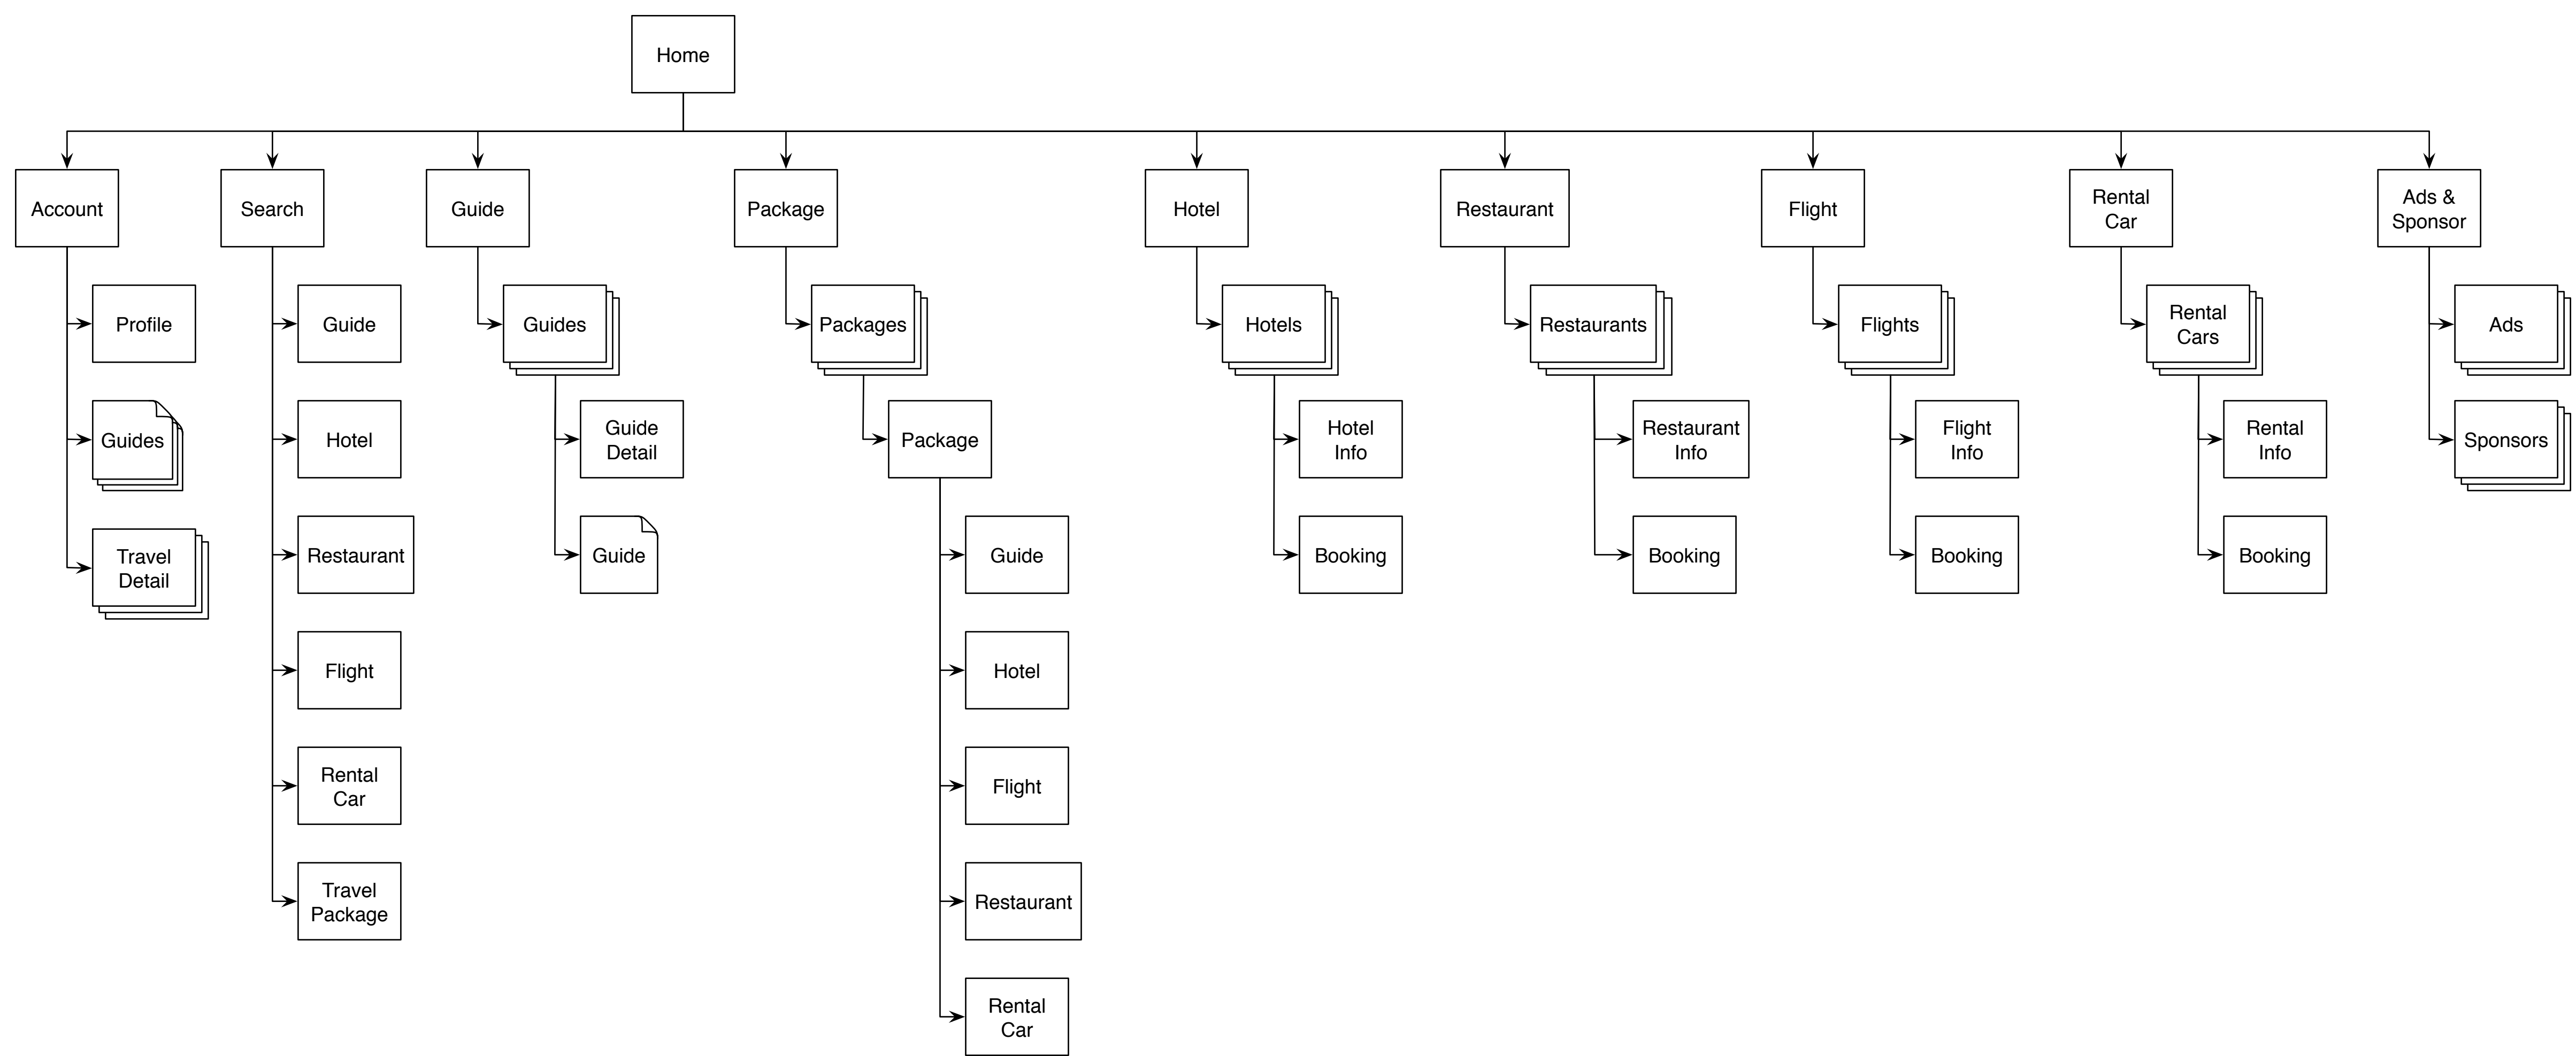 Home
Account
Search
Guide
Package
Hotel
Restaurant
Flight
Rental
Car
Ads &
Sponsor
Profile
Guides
Travel
Detail
Guide
Hotel
Restaurant
Flight
Rental
Car
Travel
Package
Guides
Guide
Detail
Guide
Packages
Package
Guide
Hotel
Flight
Restaurant
Rental
Car
Hotels
Hotel
Info
Booking
Restaurants
Restaurant
Info
Booking
Flights
Flight
Info
Booking
Rental
Cars
Rental
Info
Booking
Ads
Sponsors